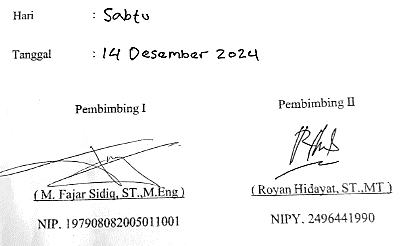 Hari : Sabtu
Tanggal : 14 Desember 2024
Pembimbing I
Pembimbing II
( M. Fajar Sidiq, ST.,M.Eng )
( Royan Hidayat, ST.,MT )
NIP. 197908082005011001
NIPY. 2496441990